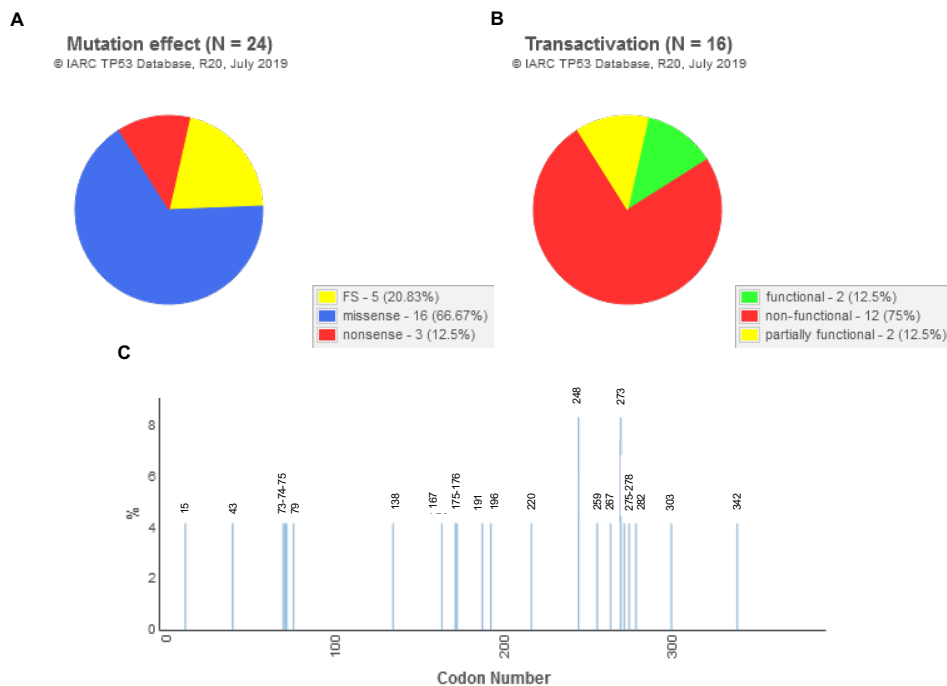 A
Mutation effect (N = 24)
© IARC TP53 Database, R20, July 2019
FS - 5 (20.83%)
missense - 16 (66.67%)
nonsense - 3 (12.5%)
B
Transactivation (N = 16)
© IARC TP53 Database, R20, July 2019
functional - 2 (12.5%)
non-functional - 12 (75%)
partially functional - 2 (12.5%)
C
%
8
6
4
2
0
15
43
73-74-75
79
138
167
175-176
191
196
220
248
259
267
273
275-278
282
303
342
0
100
200
300
Codon Number